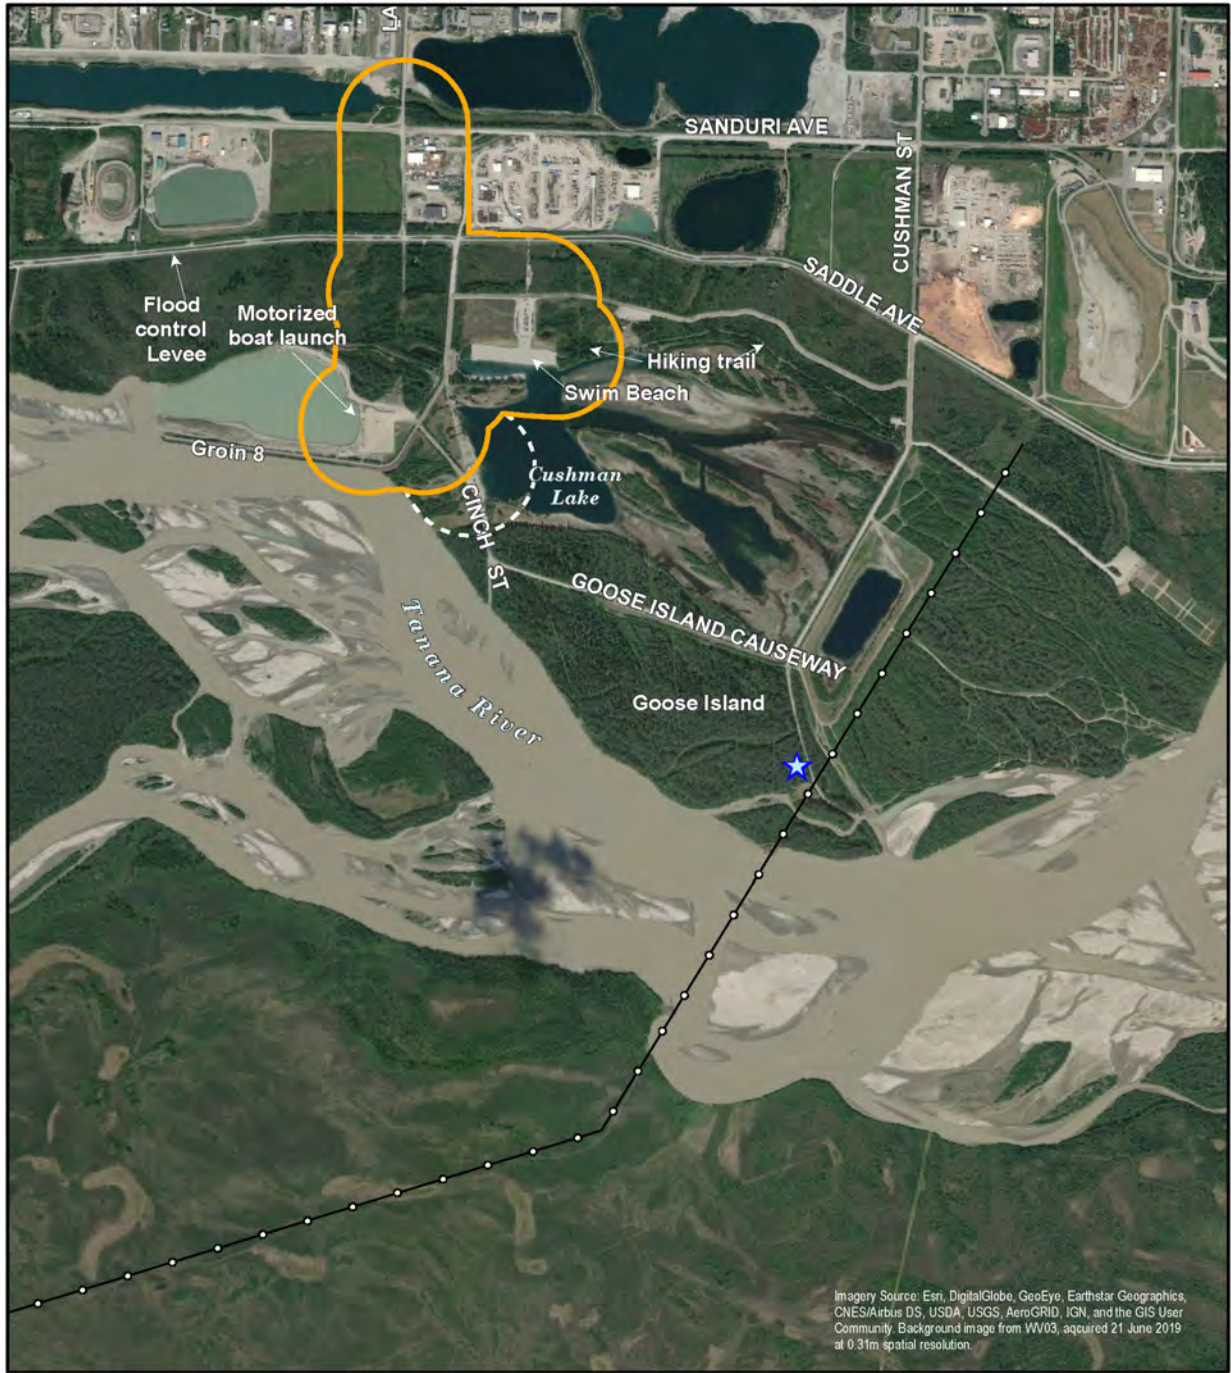 LA
SANDURI AVE
CUSHMAN ST
SADDLE AVE
Flood
control
Levee
Motorized
boat launch
Hiking trail
Swim Beach
Groin 8
Cushman
Lake
CINCH ST
GOOSE ISLAND CAUSEWAY
Tanana River
Goose Island
Imagery Source: Esri, DigitalGlobe, GeoEye, Earthstar Geographics,
CNES/Airbus DS, USDA, USGS, AeroGRID, IGN, and the GIS User
Community. Background image from WV03, aqcuired 21 June 2019
at 0.31m spatial resolution.